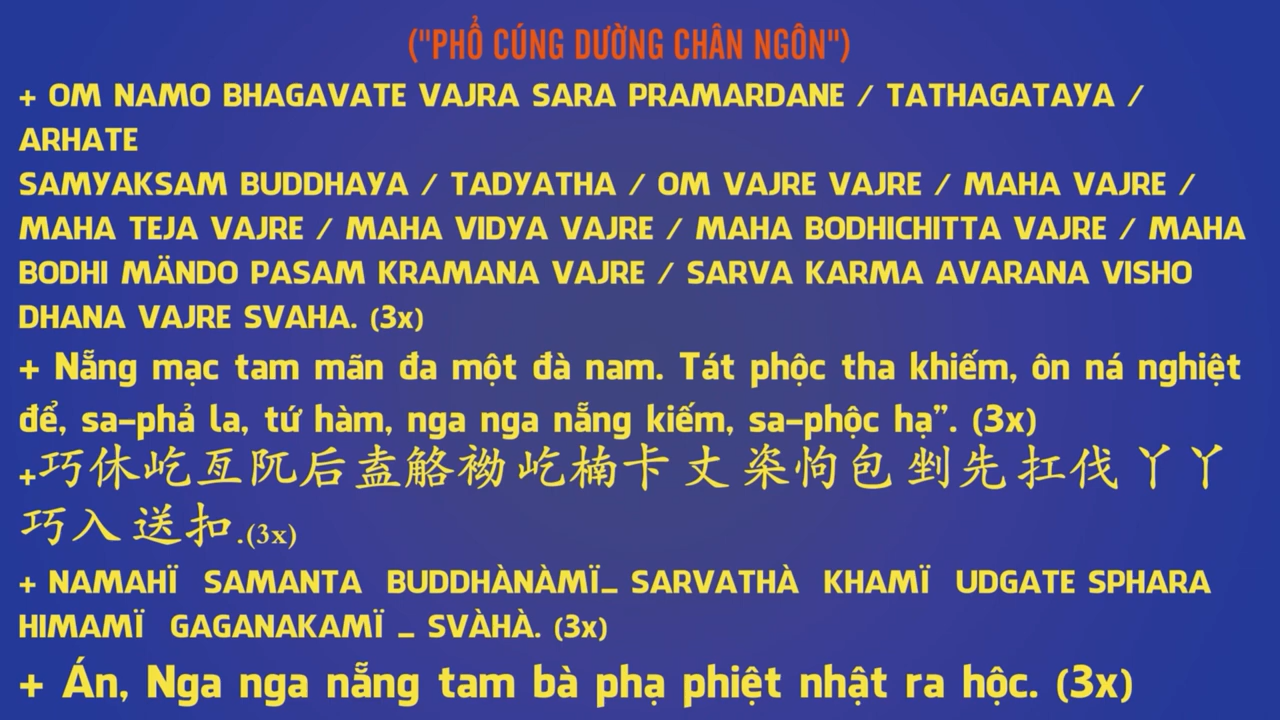 ("PHỔ CÚNG DƯỜNG CHÂN NGÔN")
+ OM NAMO BHAGAVATE VAJRA SARA PRAMARDANE / TATHAGATAYA /
ARHATE
SAMYAKSAM BUDDHAYA / TADYATHA / OM VAJRE VAJRE / MAHA VAJRE /
MAHA TEJA VAJRE / MAHA VIDYA VAJRE / MAHA BODHICHITTA VAJRE / MAHA
BODHI MÄNDO PASAM KRAMANA VAJRE / SARVA KARMA AVARANA VISHO
DHANA VAJRE SVAHA. (3x)
+ Nẵng mạc tam mãn đa một đà nam. Tát phộc tha khiếm, ôn ná nghiệt
để, sa-phả la, tứ hàm, nga nga nẵng kiếm, sa-phộc hạ”. (3x)
+巧休屹亙阢后盍觡袎屹楠卡丈 栥怐包 剉先扛伐 丫丫
巧入送扣.(3x)
+ NAMAHÏ SAMANTA BUDDHÀNÀMÏ_ SARVATHÀ KHAMÏ UDGATE SPHARA
HIMAMÏ GAGANAKAMÏ _ SVÀHÀ. (3x)
+ Án, Nga nga nẵng tam bà phạ phiệt nhật ra hộc. (3x)